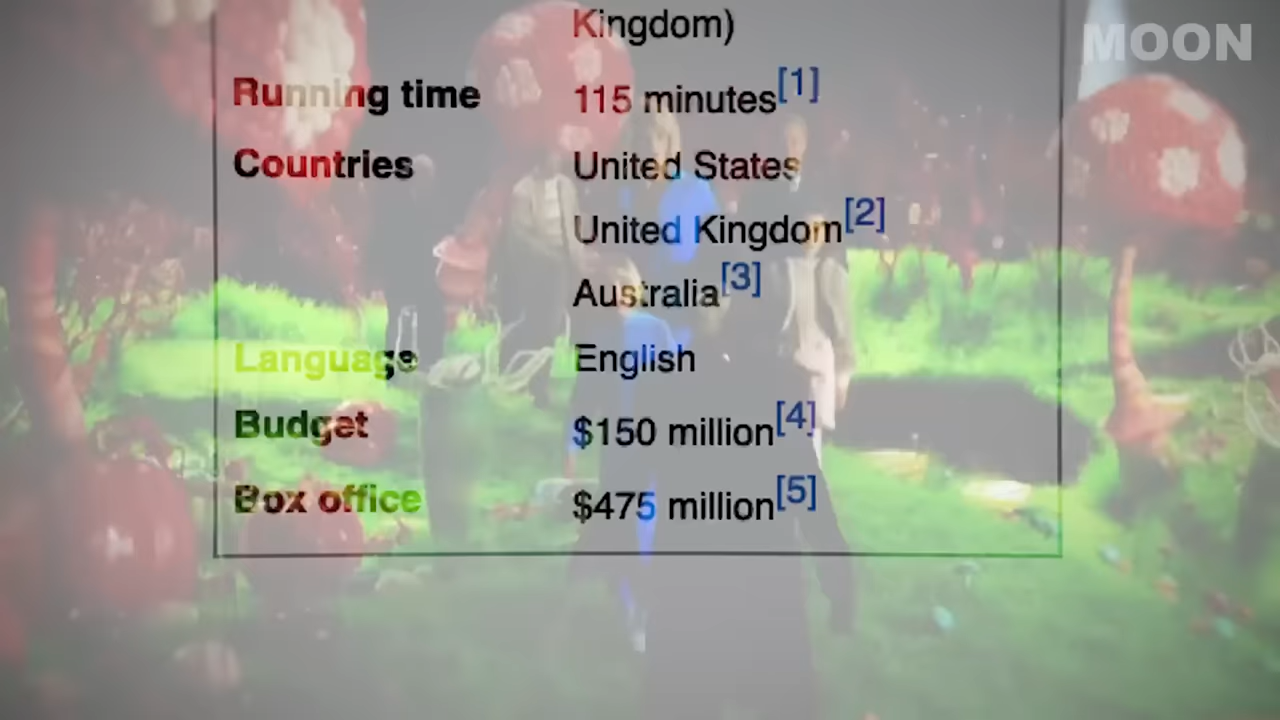 MOON
Kingdom)
Running time 115 minutes[1]
Countries United States
United Kingdom[2]
Australia[3]
Language English
Budget $150 million[4]
Box office $475 million[5]